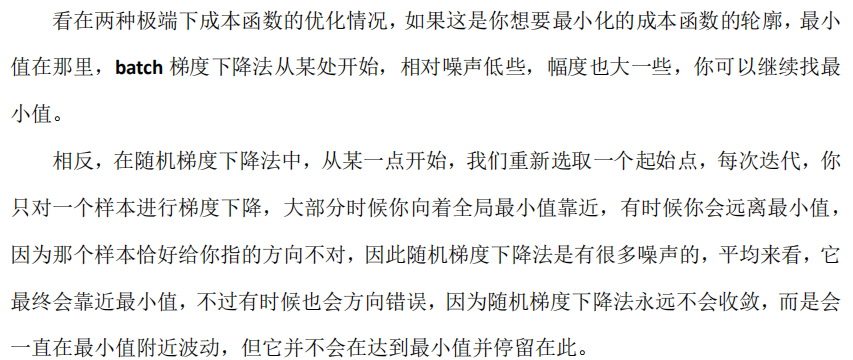 看在两种极端下成本函数的优化情况，如果这是你想要最小化的成本函数的轮廓，最小
值在那里，batch 梯度下降法从某处开始，相对噪声低些，幅度也大一些，你可以继续找最
小值。
相反，在随机梯度下降法中，从某一点开始，我们重新选取一个起始点，每次迭代，你
只对一个样本进行梯度下降，大部分时候你向着全局最小值靠近，有时候你会远离最小值，
因为那个样本恰好给你指的方向不对，因此随机梯度下降法是有很多噪声的，平均来看，它
最终会靠近最小值，不过有时候也会方向错误，因为随机梯度下降法永远不会收敛，而是会
一直在最小值附近波动，但它并不会在达到最小值并停留在此。